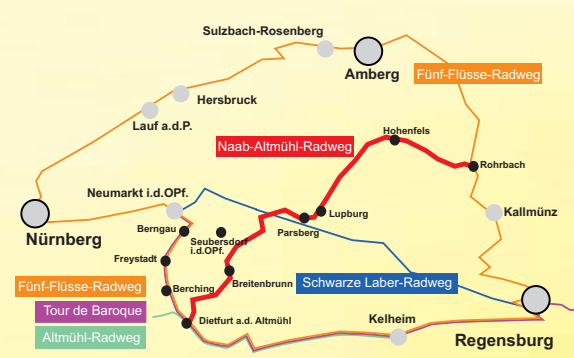 Sulzbach-Rosenberg
Amberg
Fünf-Flüsse-Radweg
Hersbruck
Lauf a.d.P.
Hohenfels
Naab-Altmühl-Radweg
Rohrbach
Neumarkt i.d.OPf.
Lupburg
Kallmünz
Parsberg
Nürnberg
Berngau
Seubersdorf
i.d.OPf.
Freystadt
Fünf-Flüsse-Radweg
Berching
Breitenbrunn
Schwarze Laber-Radweg
Tour de Baroque
Dietfurt a.d. Altmühl
Kelheim
Altmühl-Radweg
Regensburg